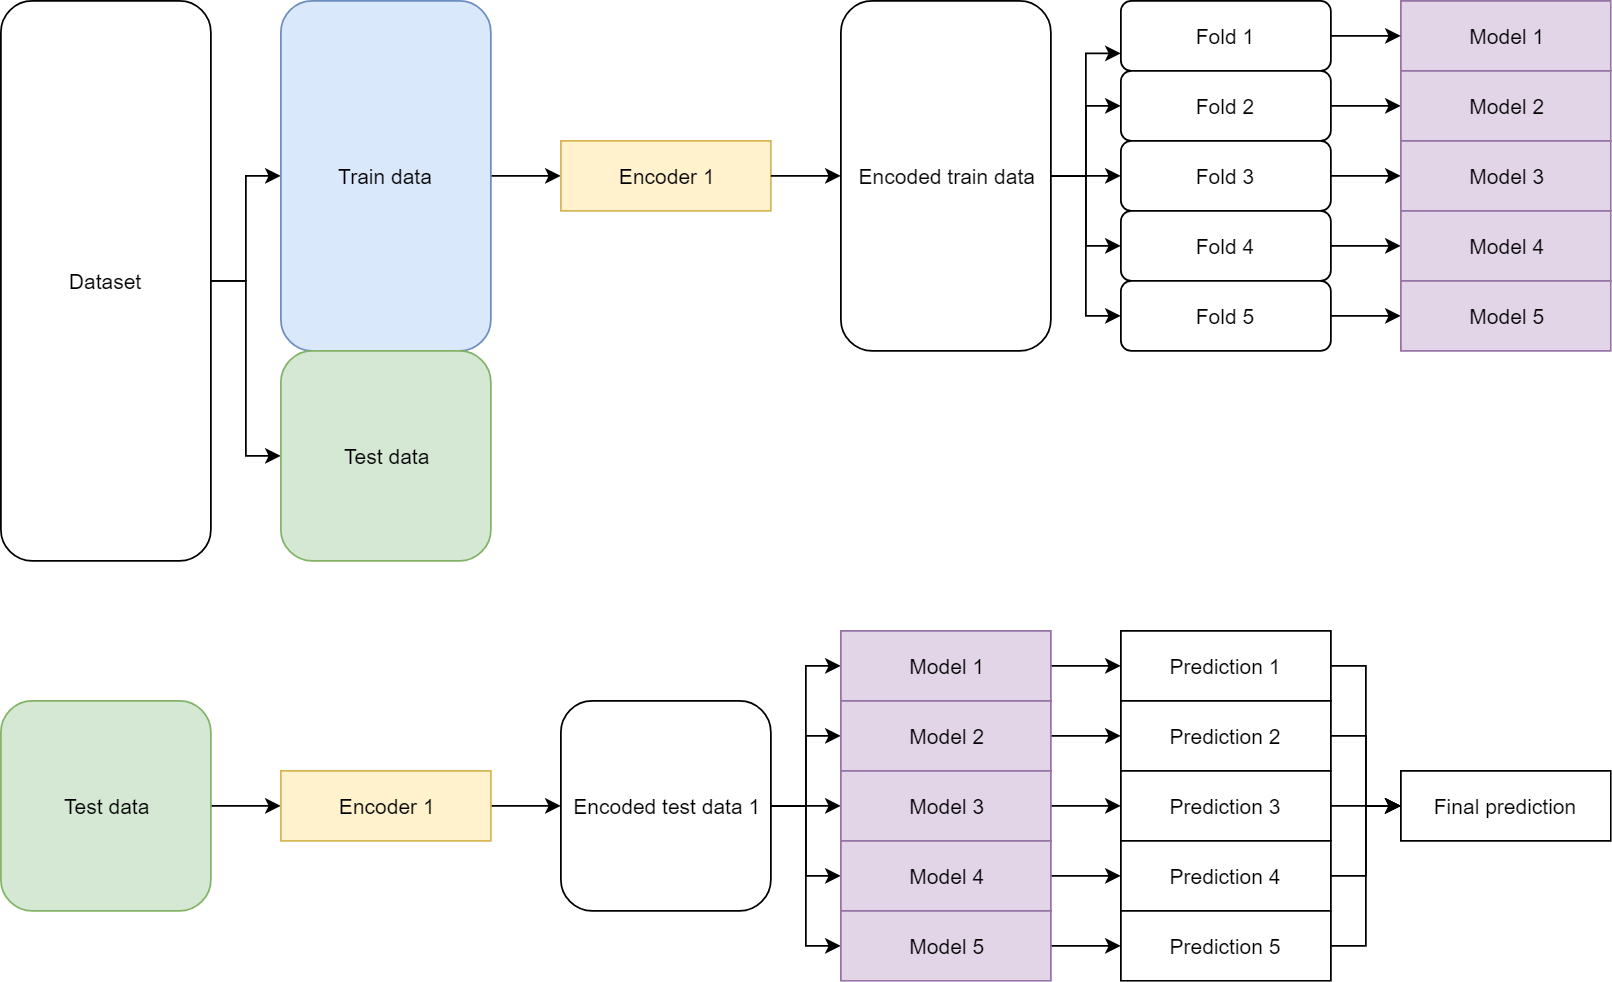 Dataset
Train data
Test data
Encoder 1
Encoded train data
Fold 1
Fold 2
Fold 3
Fold 4
Fold 5
Model 1
Model 2
Model 3
Model 4
Model 5
Test data
Encoder 1
Encoded test data 1
Model 1
Model 2
Model 3
Model 4
Model 5
Prediction 1
Prediction 2
Prediction 3
Prediction 4
Prediction 5
Final prediction